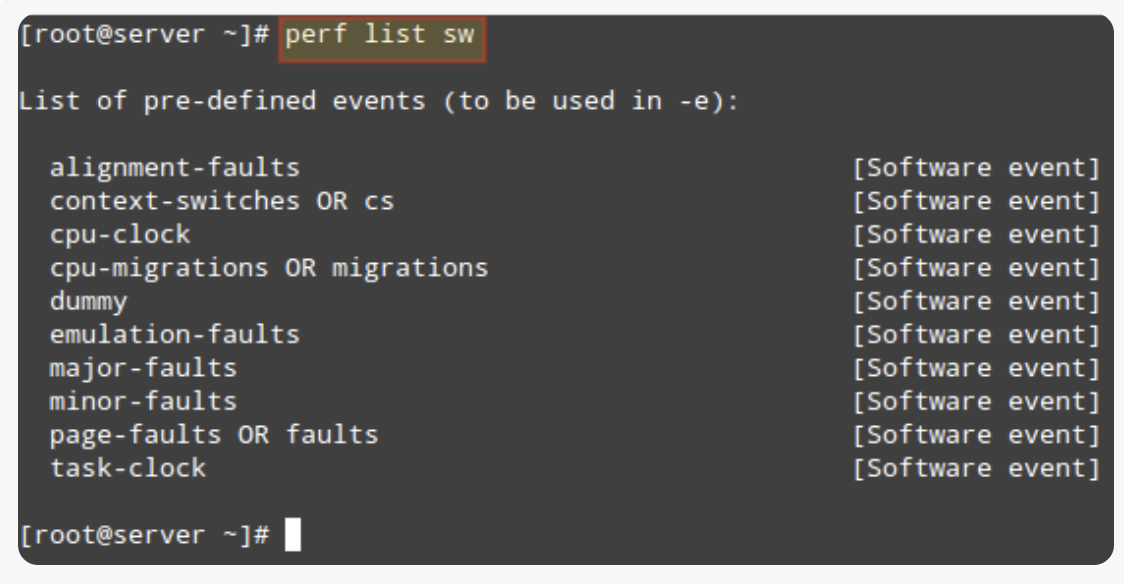 [root@server ~]# perf list sw
List of pre-defined events (to be used in -e):
alignment-faults [Software event]
context-switches OR cs [Software event]
cpu-clock [Software event]
cpu-migrations OR migrations [Software event]
dummy [Software event]
emulation-faults [Software event]
major-faults [Software event]
minor-faults [Software event]
page-faults OR faults [Software event]
task-clock [Software event]
[root@server ~]#